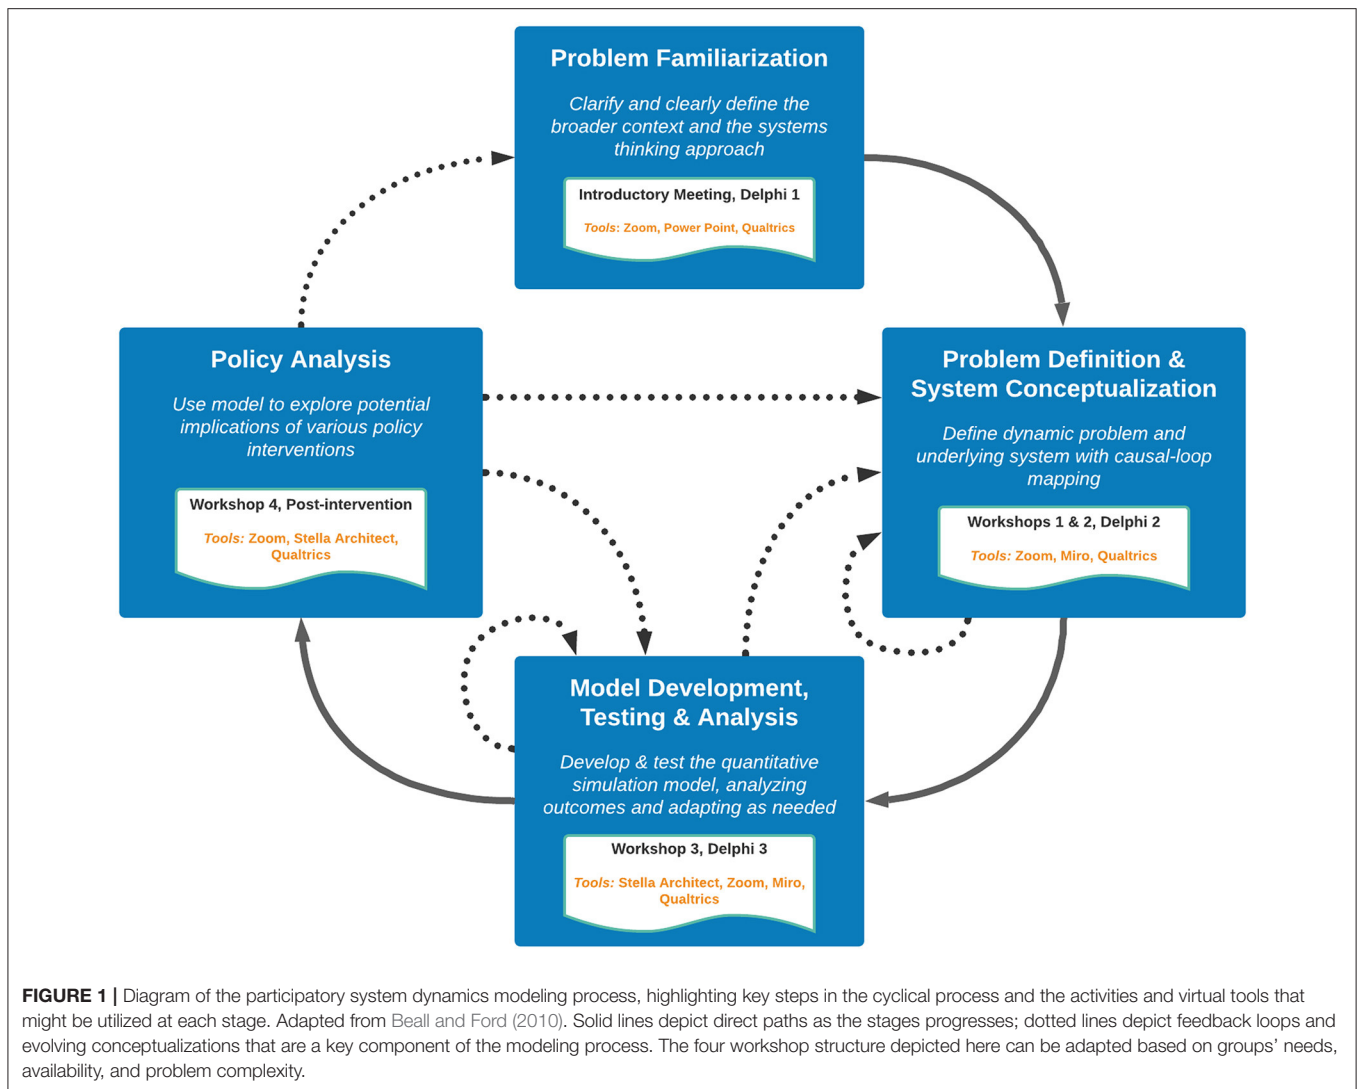 Problem Familiarization
Clarify and clearly define the
broader context and the systems
thinking approach
Introductory Meeting, Delphi 1
Tools: Zoom, Power Point, Qualtrics
Policy Analysis
Use model to explore potential
implications of various policy
interventions
Workshop 4, Post-intervention
Tools: Zoom, Stella Architect,
Qualtrics
Problem Definition &
System Conceptualization
Define dynamic problem and
underlying system with causal-loop
mapping
Workshops 1 & 2, Delphi 2
Tools: Zoom, Miro, Qualtrics
Model Development,
Testing & Analysis
Develop & test the quantitative
simulation model, analyzing
outcomes and adapting as needed
Workshop 3, Delphi 3
Tools: Stella Architect, Zoom, Miro,
Qualtrics
FIGURE 1 | Diagram of the participatory system dynamics modeling process, highlighting key steps in the cyclical process and the activities and virtual tools that
might be utilized at each stage. Adapted from Beall and Ford (2010). Solid lines depict direct paths as the stages progresses; dotted lines depict feedback loops and
evolving conceptualizations that are a key component of the modeling process. The four workshop structure depicted here can be adapted based on groups' needs,
availability, and problem complexity.